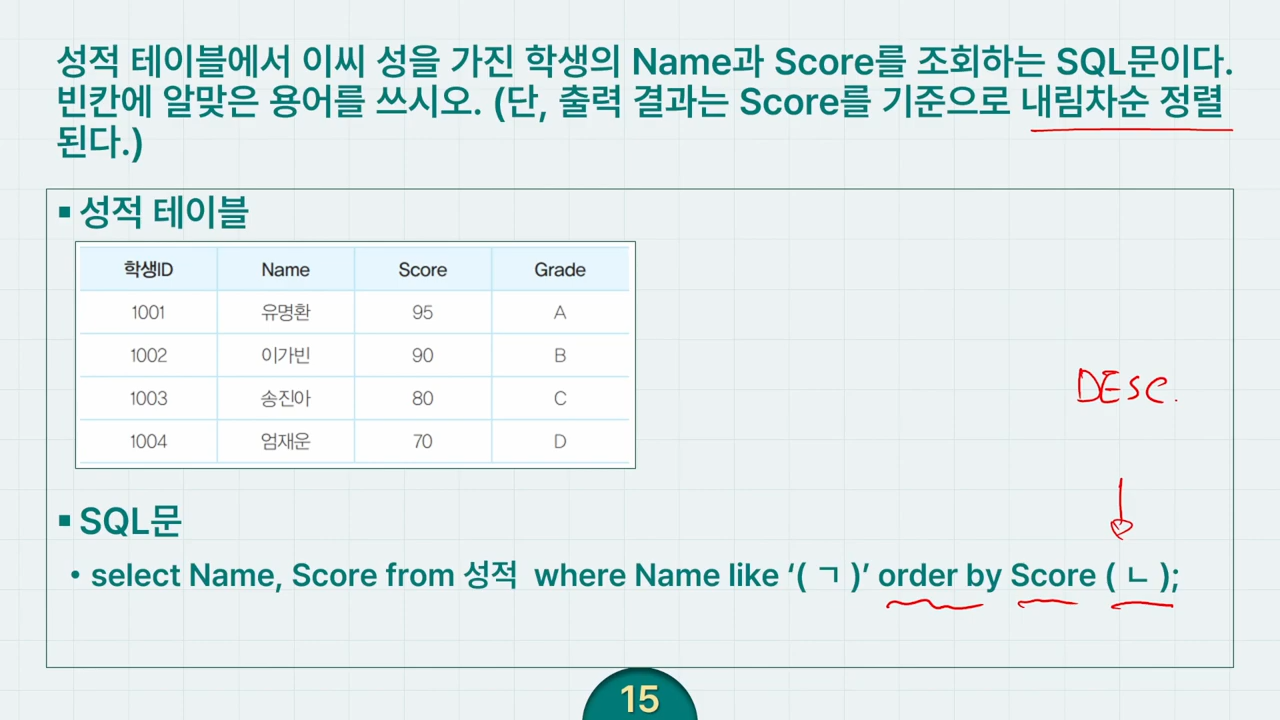 성적 테이블에서 이씨 성을 가진 학생의 Name과 Score를 조회하는 SQL문이다.
빈칸에 알맞은 용어를 쓰시오. (단, 출력 결과는 Score를 기준으로 내림차순 정렬
된다.)
▪ 성적 테이블
학생ID Name Score Grade
1001 유명환 95 A
1002 이가빈 90 B
1003 송진아 80 C
1004 엄재운 70 D
DESC.
▪ SQL문
• select Name, Score from 성적 where Name like ‘( ㄱ )’ order by Score ( ㄴ );
15